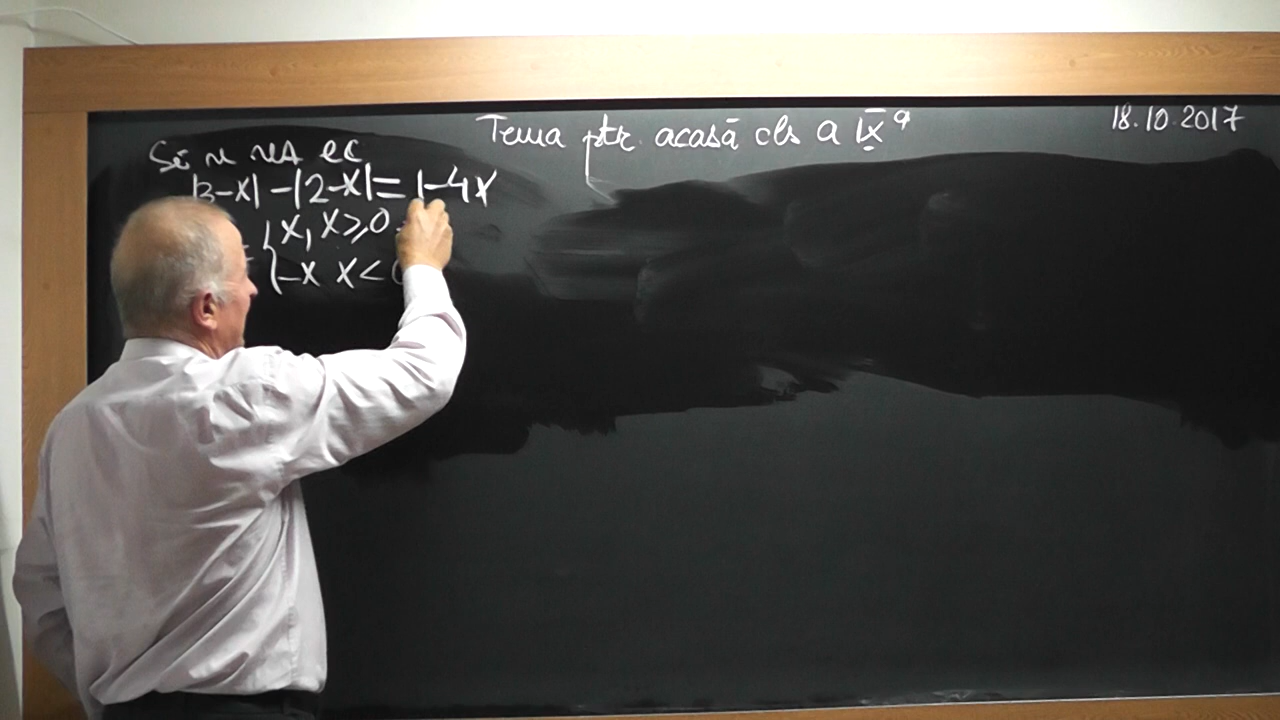 Tema ptr. acasă cls a IX a
18.10.2017
Să se rez ec
|3-x| - |2-x| = 1-4x
= { x, x ≥ 0
-x x < 0